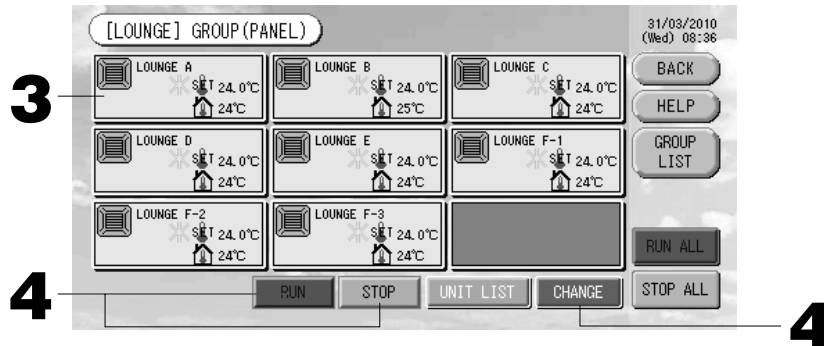 [LOUNGE] GROUP(PANEL)
31/03/2010
(Wed) 08:36
3
LOUNGE A
SET 24.0℃
24℃
LOUNGE B
SET 24.0℃
25℃
LOUNGE C
SET 24.0℃
24℃
BACK
HELP
LOUNGE D
SET 24.0℃
24℃
LOUNGE E
SET 24.0℃
24℃
LOUNGE F-1
SET 24.0℃
24℃
GROUP
LIST
LOUNGE F-2
SET 24.0℃
24℃
LOUNGE F-3
SET 24.0℃
24℃
RUN ALL
4
RUN
STOP
UNIT LIST
CHANGE
STOP ALL
4